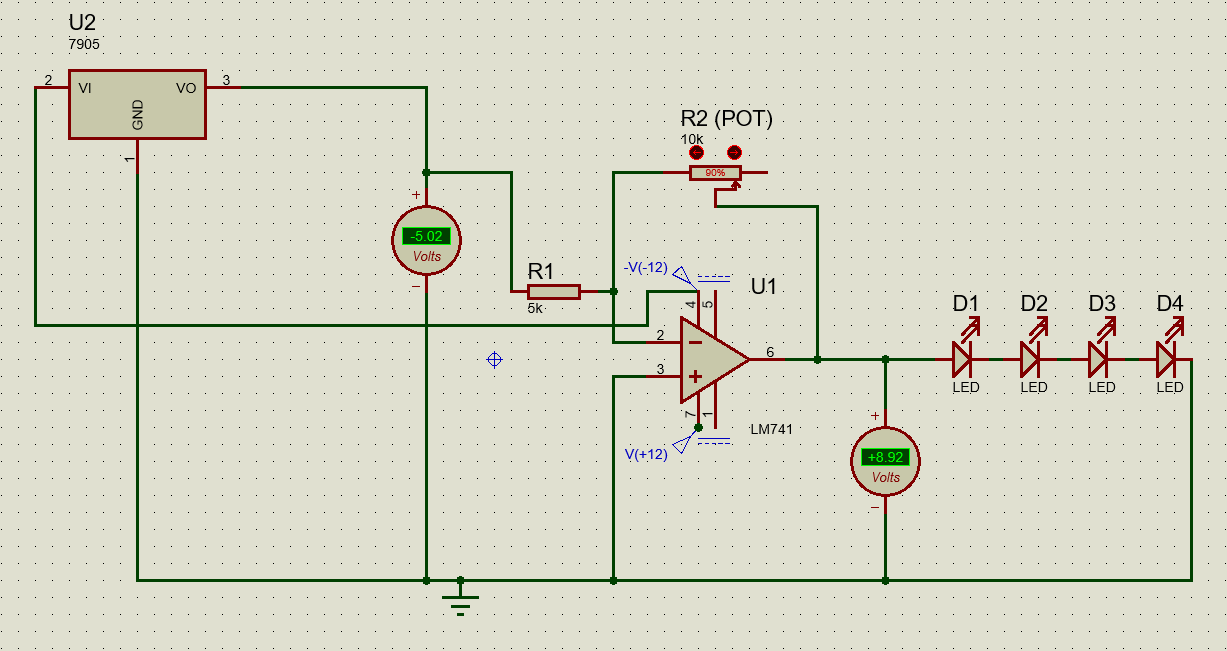 U2
7905
2
VI
VO
3
GND
1
R2 (POT)
10k
90%
+
-5.02
Volts
−
R1
5k
-V(-12)
4
5
U1
2
−
6
3
+
7
1
LM741
V(+12)
D1
D2
D3
D4
LED
LED
LED
LED
+
+8.92
Volts
−